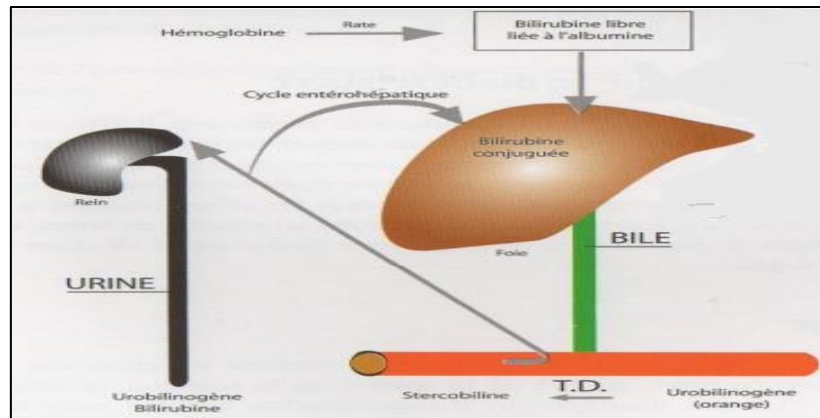 Hémoglobine
Rate
Bilirubine libre
liée à l'albumine
Cycle entérohépatique
Bilirubine
conjuguée
Rein
Foie
BILE
URINE
Urobilinogène
Bilirubine
Stercobiline
T.D.
Urobilinogène
(orange)